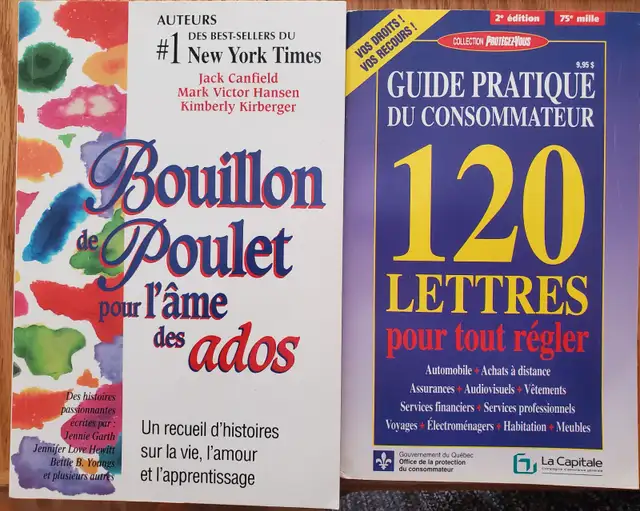 AUTEURS
DES BEST-SELLERS DU
#1 New York Times
Jack Canfield
Mark Victor Hansen
Kimberly Kirberger
Bouillon
de Poulet
pour l'âme
des ados
Des histoires
passionnantes
écrites par :
Jennie Garth
Jennifer Love Hewitt
Bettie B. Youngs
et plusieurs autres
Un recueil d'histoires
sur la vie, l'amour
et l'apprentissage
VOS DROITS !
VOS RECOURS !
2e édition
75e mille
COLLECTION PROTÉGEZ-VOUS
9,95 $
GUIDE PRATIQUE
DU CONSOMMATEUR
120
LETTRES
pour tout régler
Automobile + Achats à distance
Assurances + Audiovisuels + Vêtements
Services financiers + Services professionnels
Voyages + Électroménagers + Habitation + Meubles
Gouvernement du Québec
Office de la protection
du consommateur
La Capitale